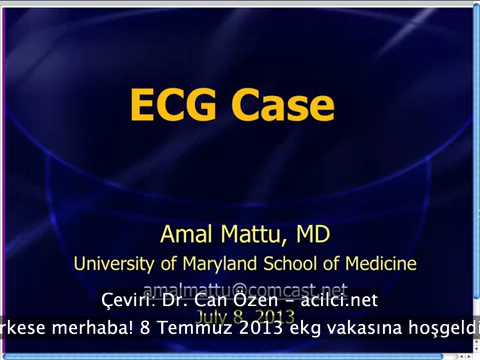 ECG Case
Amal Mattu, MD
University of Maryland School of Medicine
amalmattu@comcast.net
Çeviri: Dr. Can Özen - acilci.net
July 8, 2013
rkese merhaba! 8 Temmuz 2013 ekg vakasına hoşgeldi